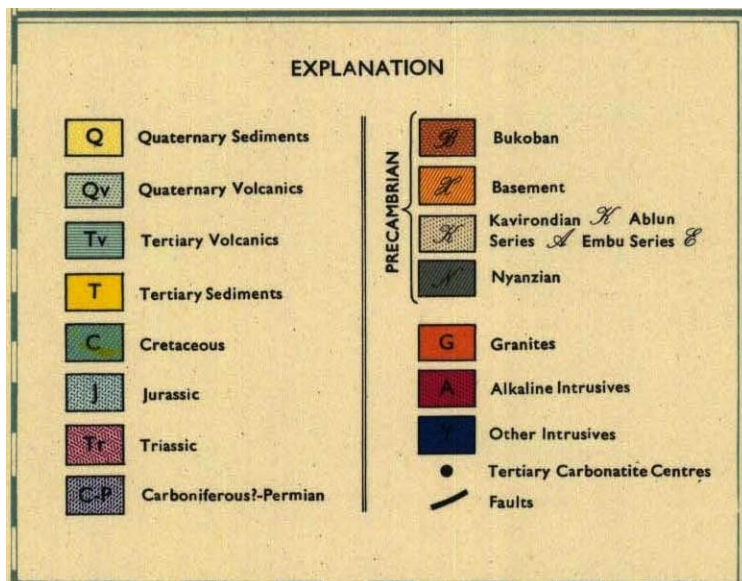 EXPLANATION
Q Quaternary Sediments
Qv Quaternary Volcanics
Tv Tertiary Volcanics
T Tertiary Sediments
C Cretaceous
J Jurassic
Tr Triassic
C-P Carboniferous?-Permian
PRECAMBRIAN
B Bukoban
X Basement
K Kavirondian K Ablun
Series A Embu Series E
N Nyanzian
G Granites
A Alkaline Intrusives
Y Other Intrusives
Tertiary Carbonatite Centres
Faults